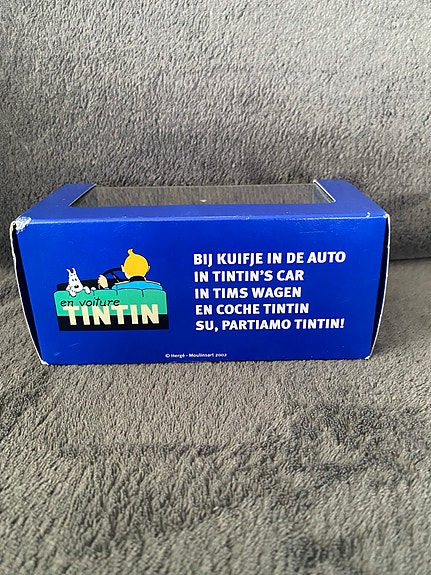 en voiture
TINTIN
BIJ KUIFJE IN DE AUTO
IN TINTIN'S CAR
IN TIMS WAGEN
EN COCHE TINTIN
SU, PARTIAMO TINTIN!
© Hergé - Moulinsart 2002